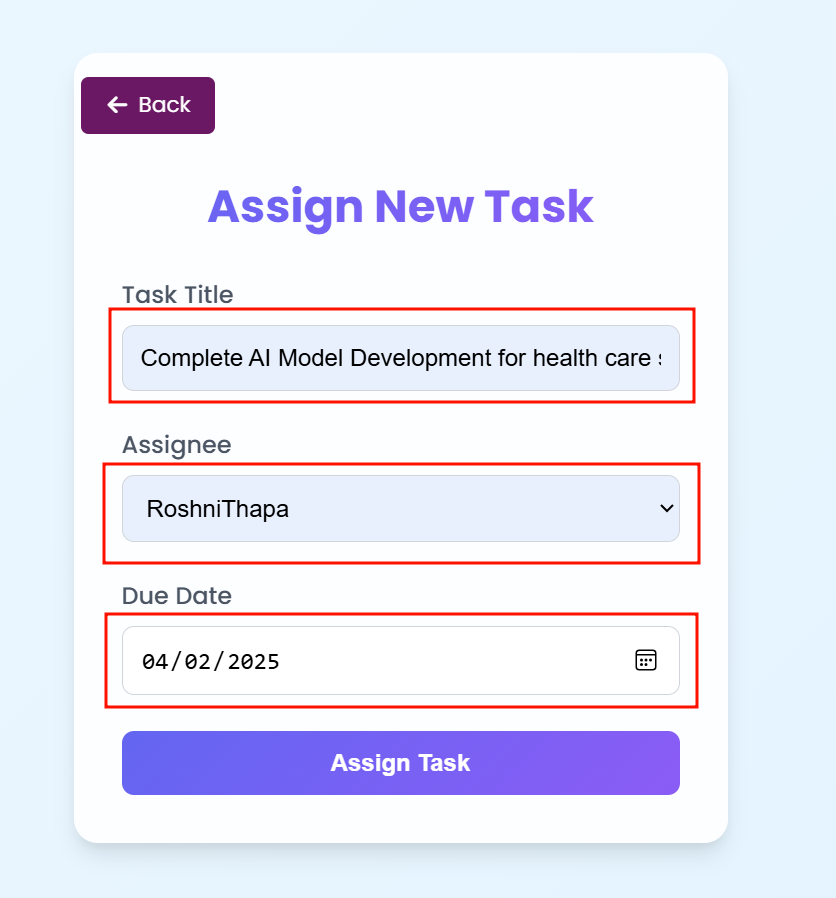 Back
Assign New Task
Task Title
Complete AI Model Development for health care
Assignee
RoshniThapa
Due Date
04/02/2025
Assign Task